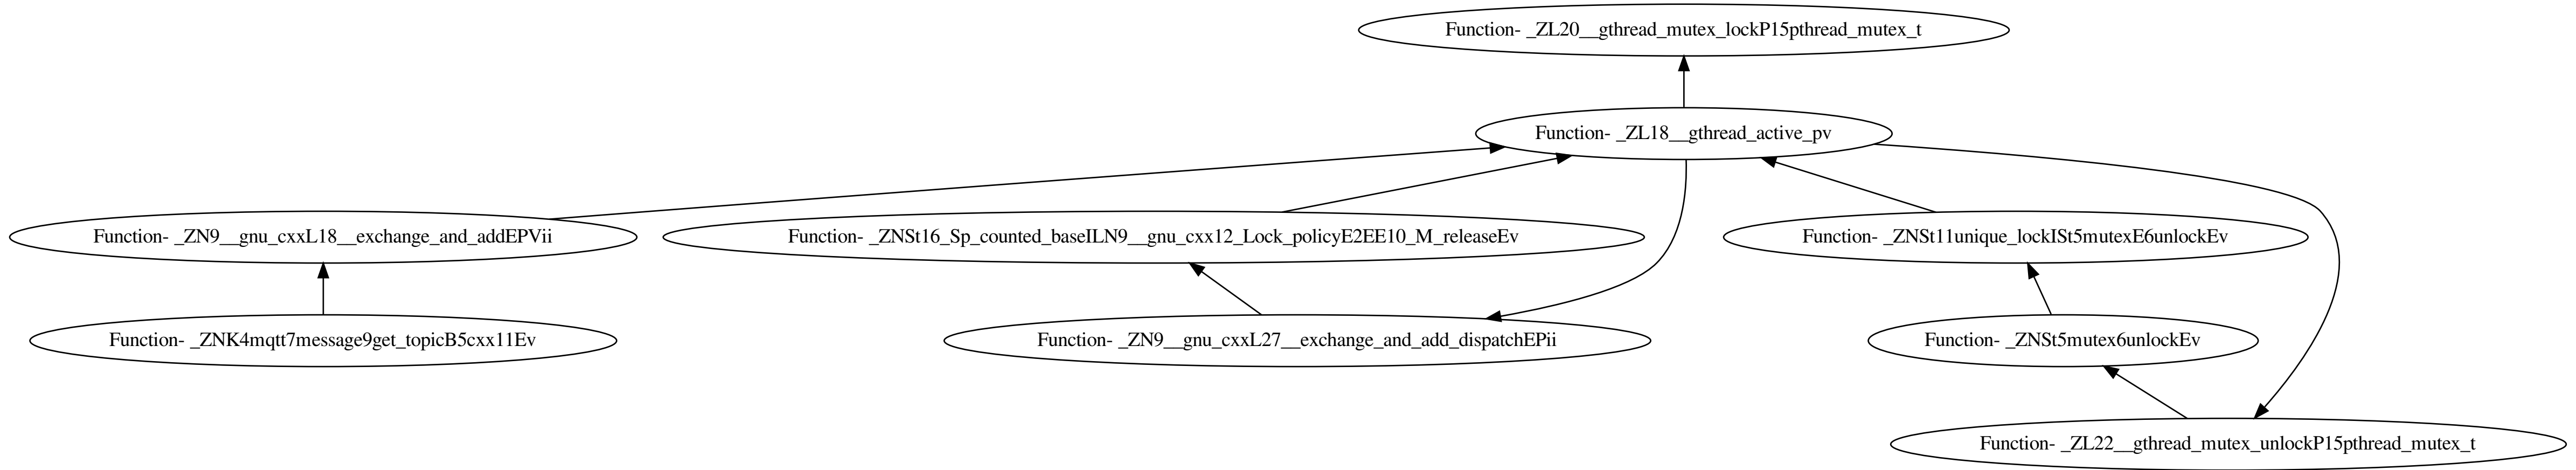 Function- _ZL20__gthread_mutex_lockP15pthread_mutex_t
Function- _ZL18__gthread_active_pv
Function- _ZN9__gnu_cxxL18__exchange_and_addEPVii
Function- _ZNSt16_Sp_counted_baseILN9__gnu_cxx12_Lock_policyE2EE10_M_releaseEv
Function- _ZNSt11unique_lockISt5mutexE6unlockEv
Function- _ZNK4mqtt7message9get_topicB5cxx11Ev
Function- _ZN9__gnu_cxxL27__exchange_and_add_dispatchEPii
Function- _ZNSt5mutex6unlockEv
Function- _ZL22__gthread_mutex_unlockP15pthread_mutex_t